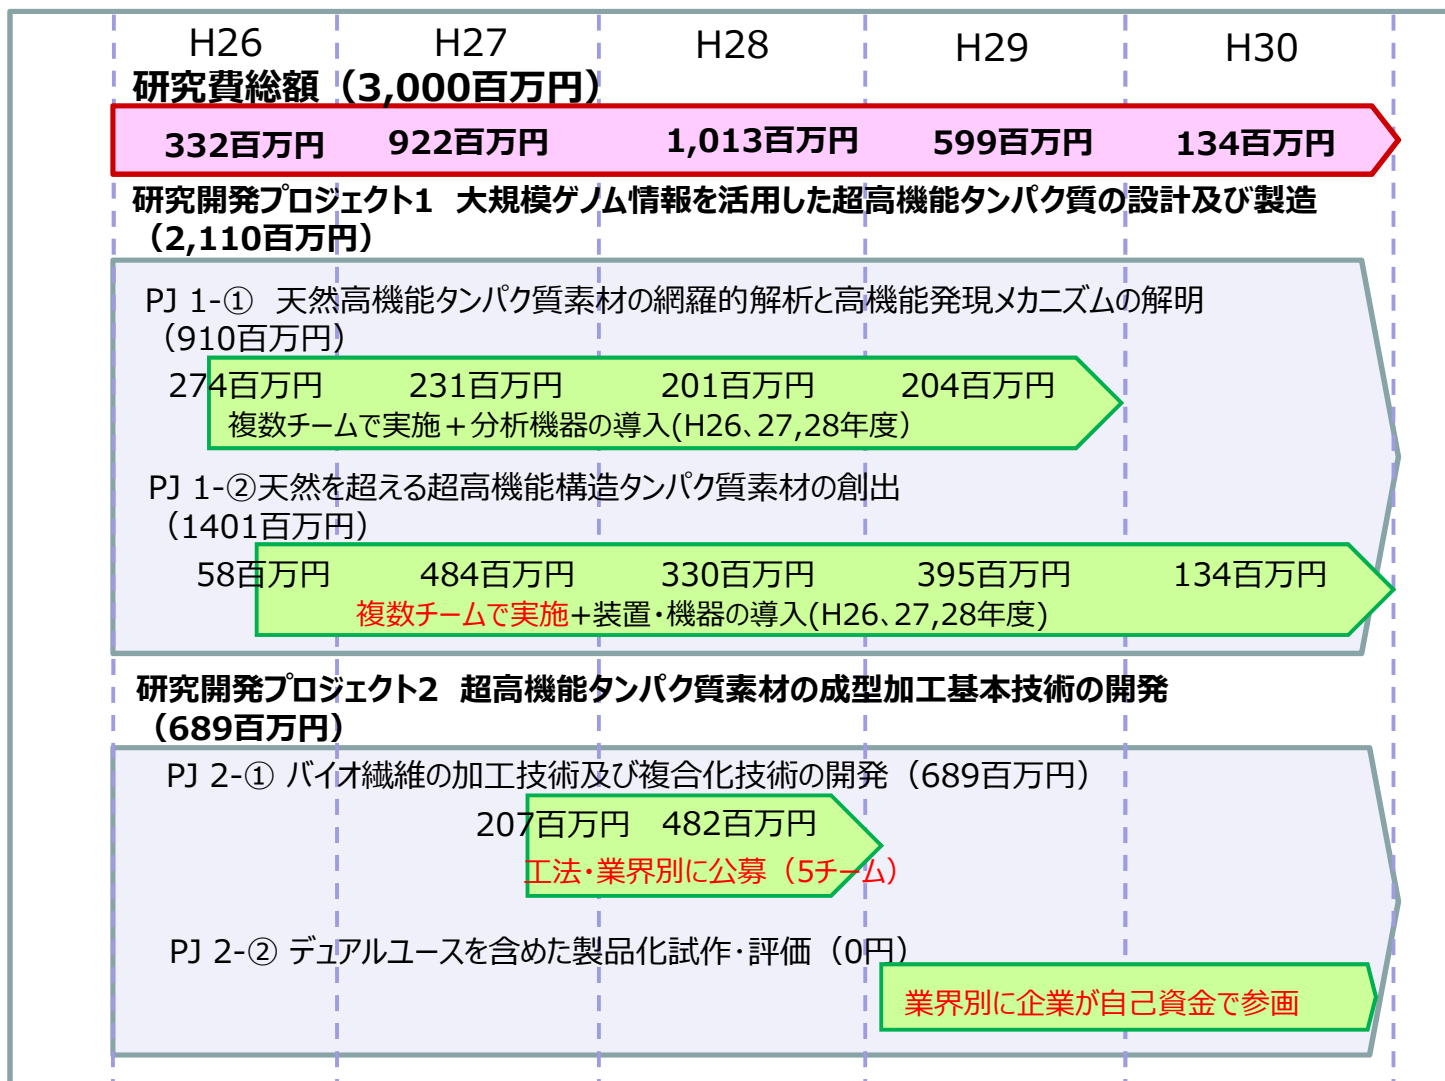 H26 H27 H28 H29 H30
研究費総額（3,000百万円）
332百万円 922百万円 1,013百万円 599百万円 134百万円
研究開発プロジェクト1 大規模ゲノム情報を活用した超高機能タンパク質の設計及び製造
（2,110百万円）
PJ 1-① 天然高機能タンパク質素材の網羅的解析と高機能発現メカニズムの解明
（910百万円）
274百万円 231百万円 201百万円 204百万円
複数チームで実施＋分析機器の導入(H26、27,28年度）
PJ 1-②天然を超える超高機能構造タンパク質素材の創出
（1401百万円）
58百万円 484百万円 330百万円 395百万円 134百万円
複数チームで実施+装置・機器の導入(H26、27,28年度)
研究開発プロジェクト2 超高機能タンパク質素材の成型加工基本技術の開発
（689百万円）
PJ 2-① バイオ繊維の加工技術及び複合化技術の開発（689百万円）
207百万円 482百万円
工法・業界別に公募（5チーム）
PJ 2-② デュアルユースを含めた製品化試作・評価（0円）
業界別に企業が自己資金で参画